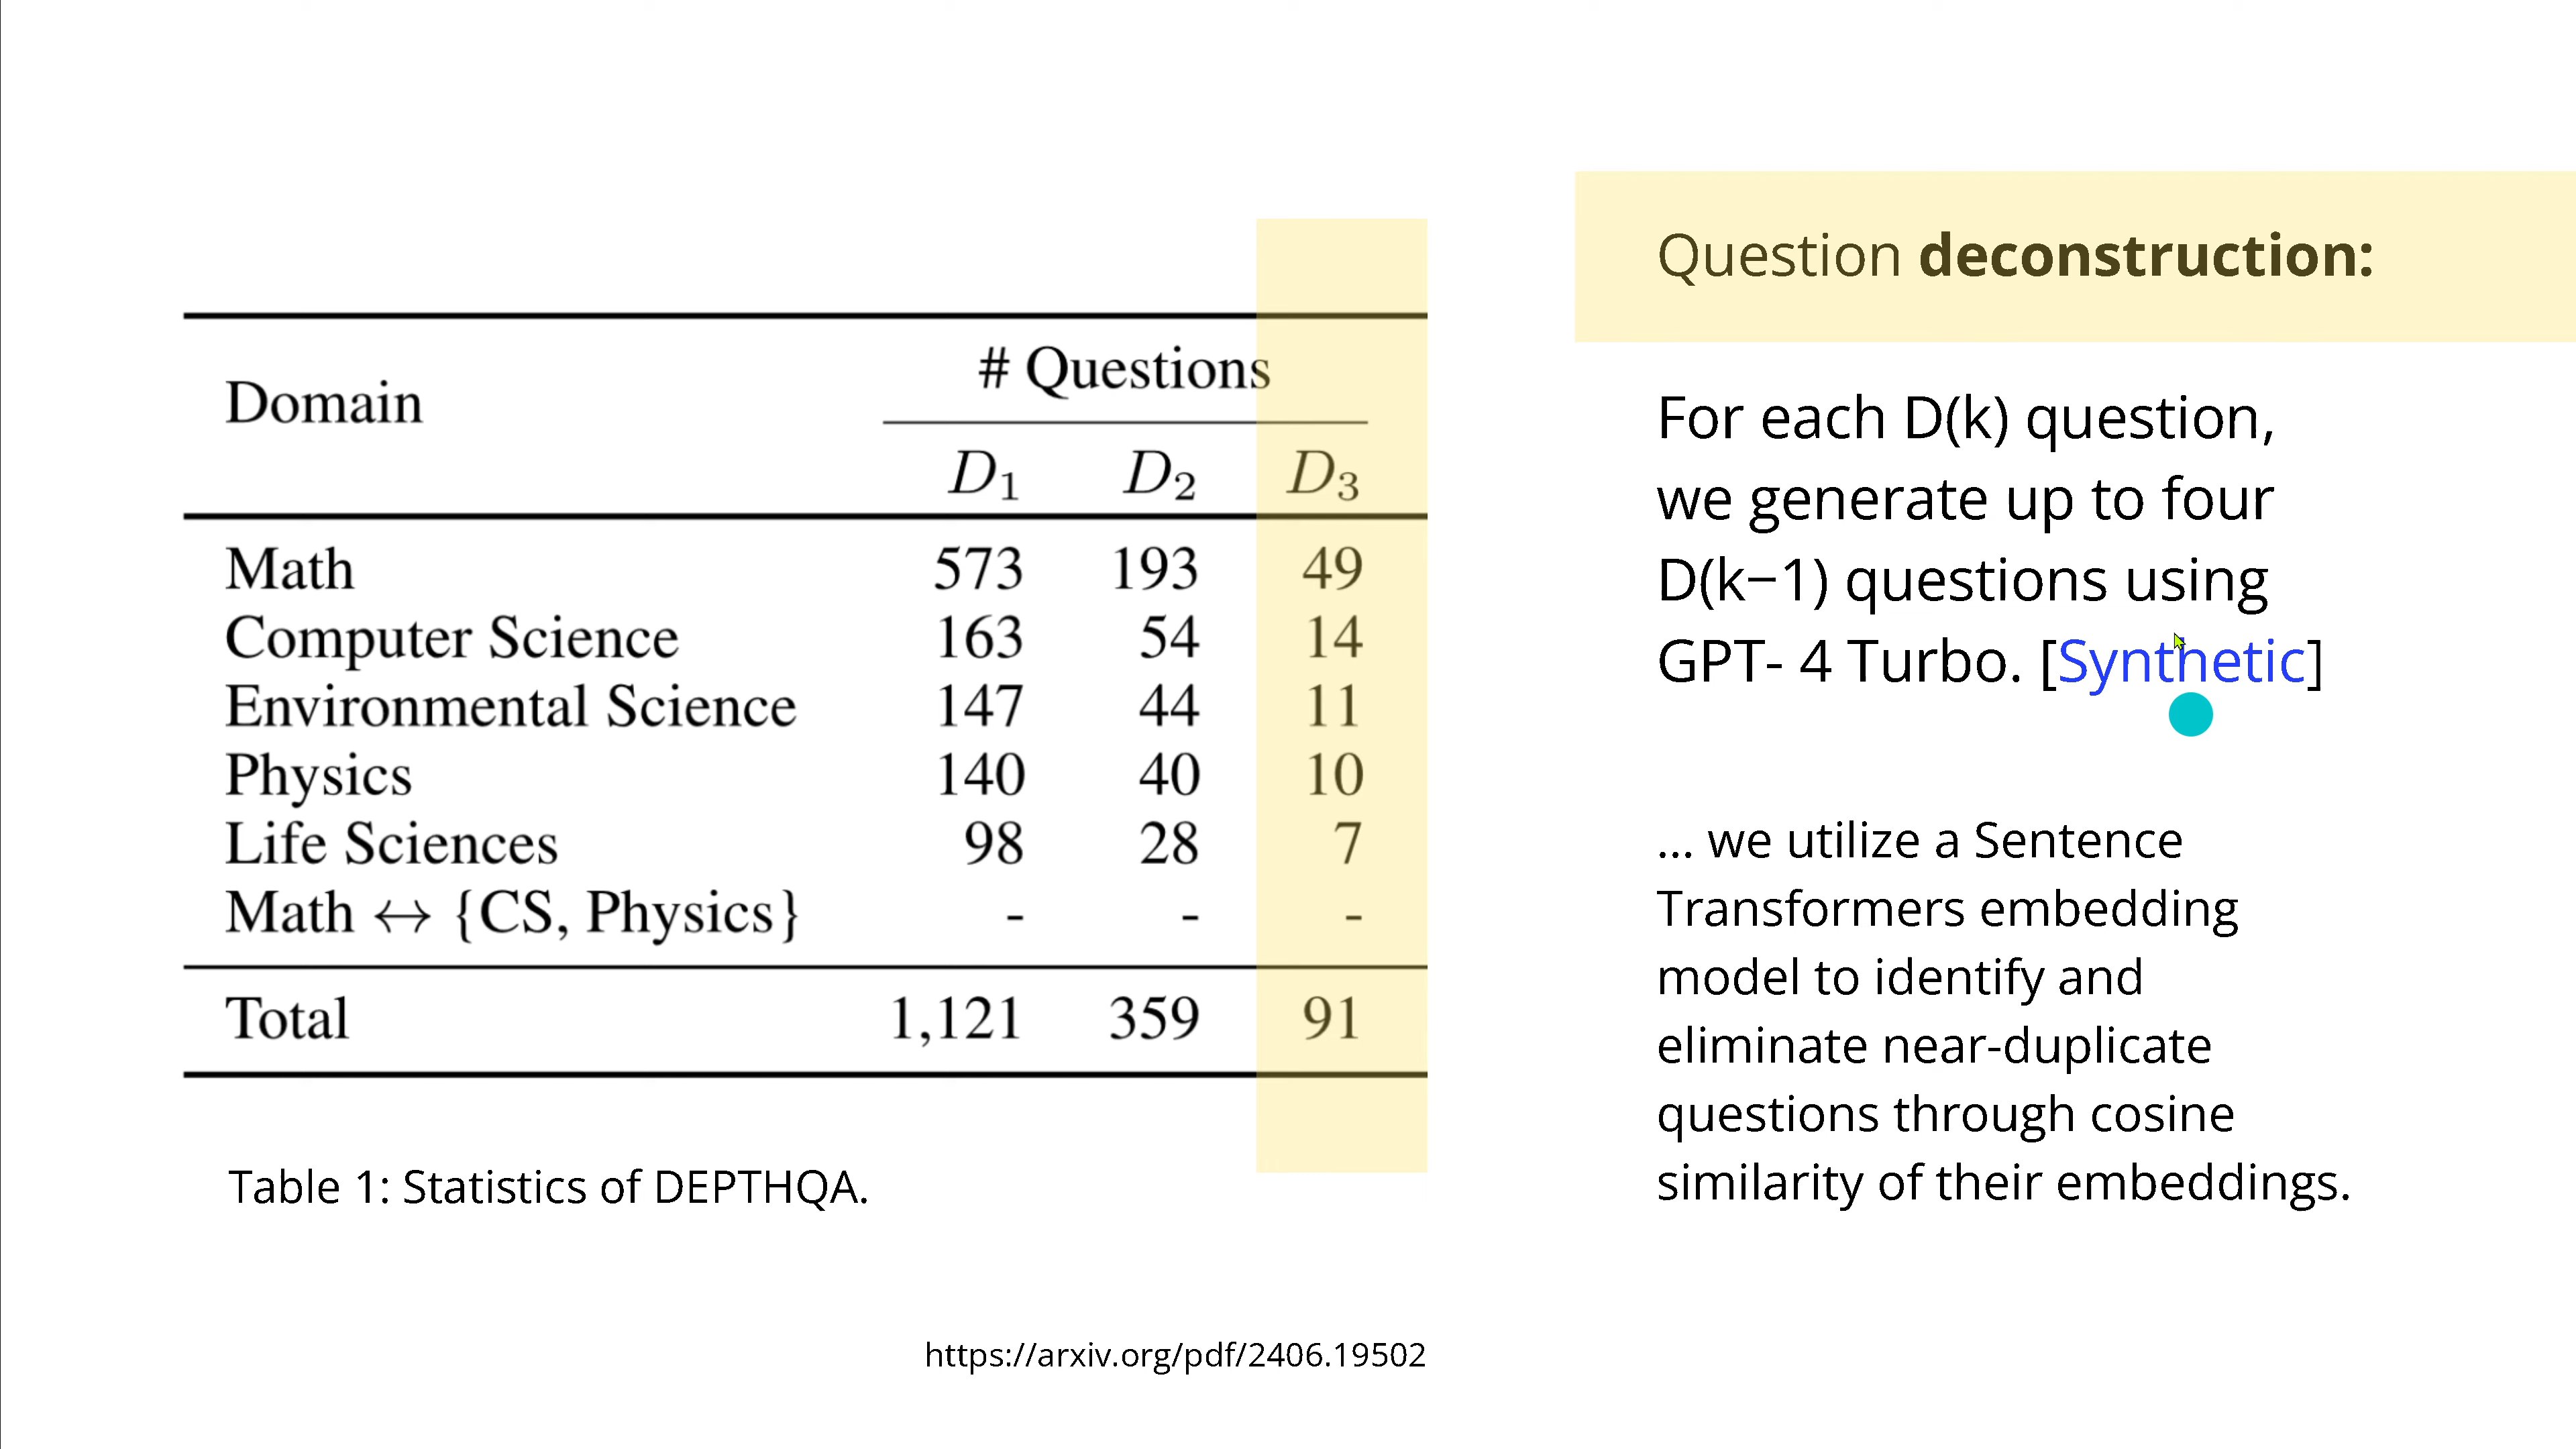 Domain # Questions
D1 D2 D3
Math 573 193 49
Computer Science 163 54 14
Environmental Science 147 44 11
Physics 140 40 10
Life Sciences 98 28 7
Math ↔ {CS, Physics} - - -
Total 1,121 359 91
Table 1: Statistics of DEPTHQA.
Question deconstruction:
For each D(k) question,
we generate up to four
D(k−1) questions using
GPT- 4 Turbo. [Synthetic]
... we utilize a Sentence
Transformers embedding
model to identify and
eliminate near-duplicate
questions through cosine
similarity of their embeddings.
https://arxiv.org/pdf/2406.19502